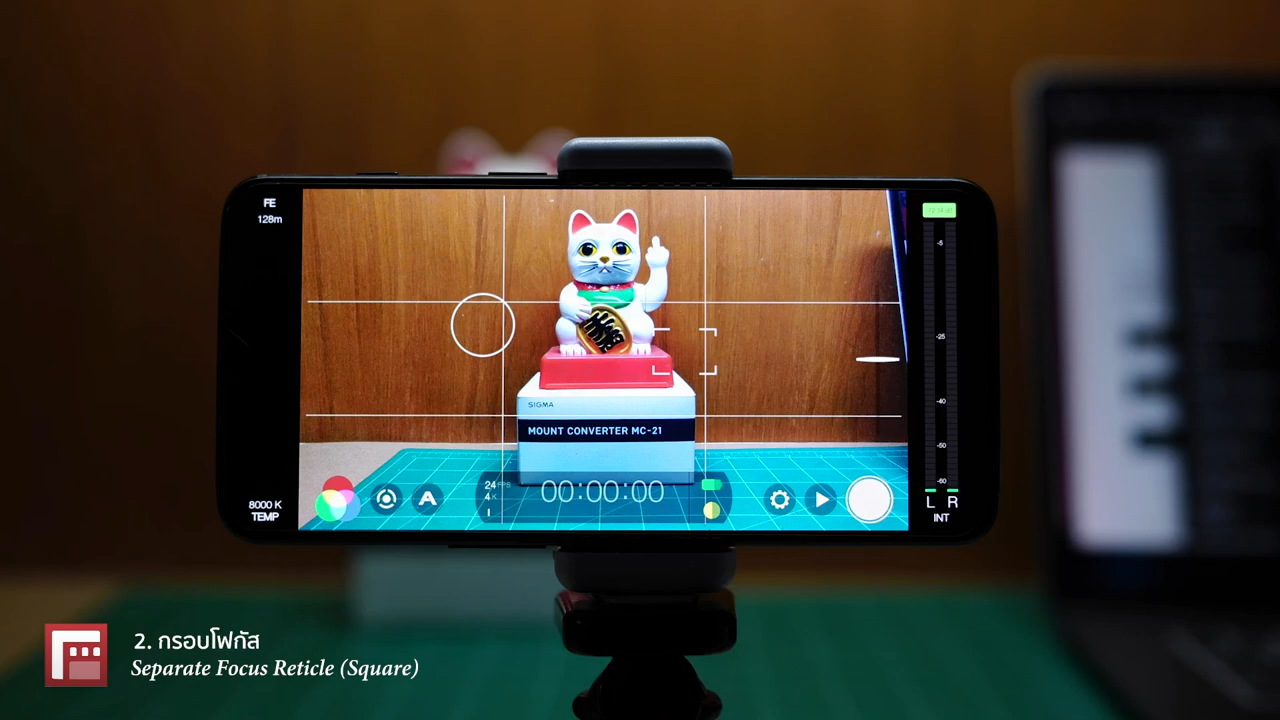 FE
128m
-5
-25
-40
-50
-60
L R
INT
8000 K
TEMP
A
24 FPS
4K
I
00:00:00
SIGMA
MOUNT CONVERTER MC-21
2. กรอบโฟกัส
Separate Focus Reticle (Square)